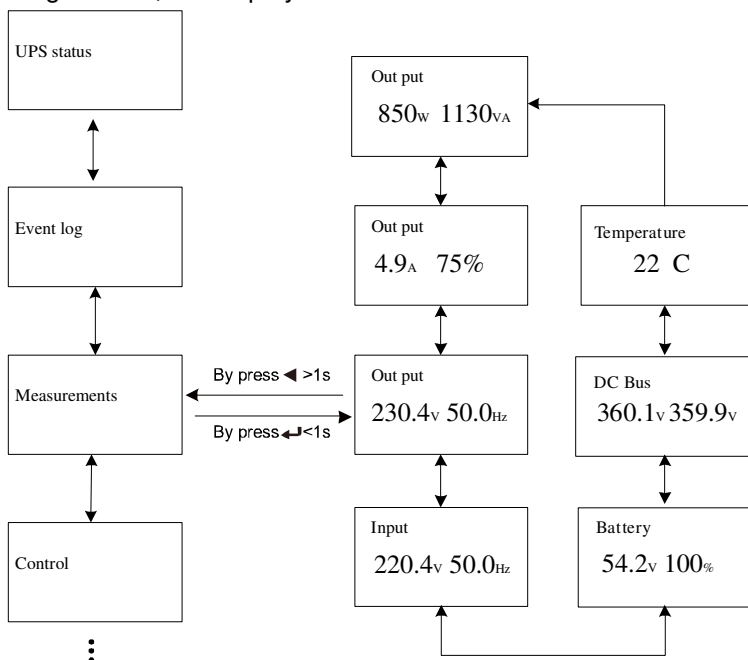 UPS status
Event log
Measurements
Control
By press ◀ >1s
By press ↵<1s
Out put
850W 1130VA
Out put
4.9A 75%
Out put
230.4V 50.0Hz
Input
220.4V 50.0Hz
Temperature
22 C
DC Bus
360.1V 359.9V
Battery
54.2V 100%